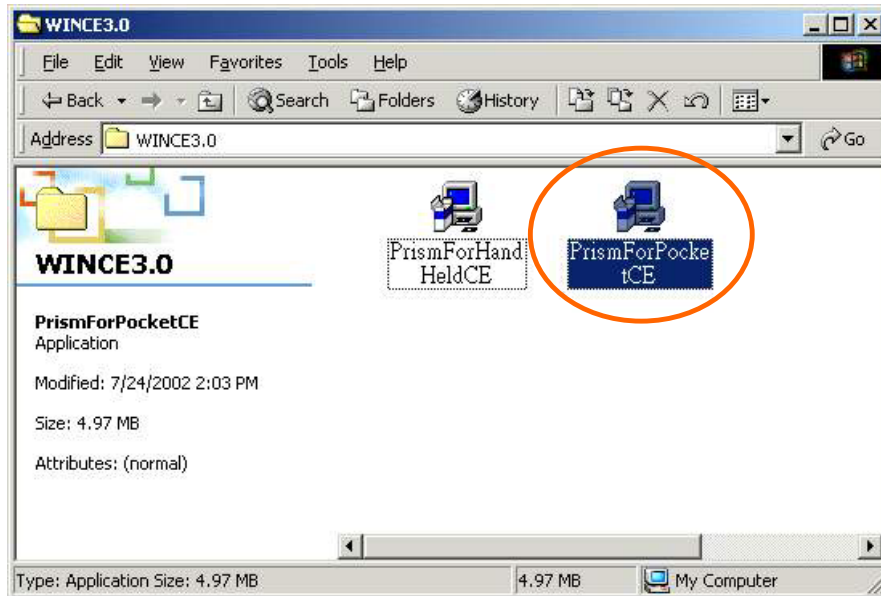 WINCE3.0
File Edit View Favorites Tools Help
Back Search Folders History
Address WINCE3.0 Go
PrismForHand
HeldCE
PrismForPocke
tCE
WINCE3.0
PrismForPocketCE
Application
Modified: 7/24/2002 2:03 PM
Size: 4.97 MB
Attributes: (normal)
Type: Application Size: 4.97 MB 4.97 MB My Computer